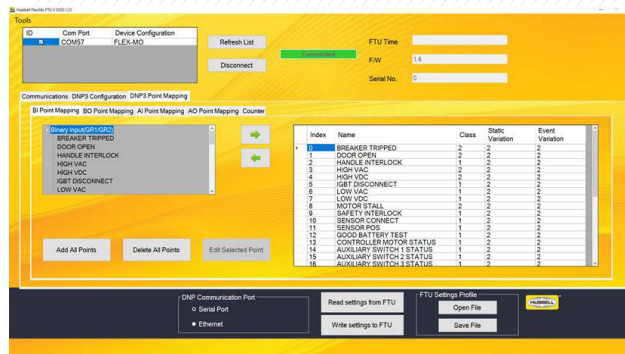 Hubbell Flexlife FTU II 2020.1.23
Tools
ID Com Port Device Configuration
COM57 FLEX-MO
Refresh List
Disconnect
Connected
FTU Time
F/W 1.6
Serial No. 0
Communications DNP3 Configuration DNP3 Point Mapping
BI Point Mapping BO Point Mapping AI Point Mapping AO Point Mapping Counter
Binary Input(GR1/GR2)
BREAKER TRIPPED
DOOR OPEN
HANDLE INTERLOCK
HIGH VAC
HIGH VDC
IGBT DISCONNECT
LOW VAC
Add All Points
Delete All Points
Edit Selected Point
Index Name Class Static Variation Event Variation
0 BREAKER TRIPPED 2 2 2
1 DOOR OPEN 2 2 2
2 HANDLE INTERLOCK 1 2 2
3 HIGH VAC 2 2 2
4 HIGH VDC 2 2 2
5 IGBT DISCONNECT 1 2 2
6 LOW VAC 1 2 2
7 LOW VDC 1 2 2
8 MOTOR STALL 2 2 2
9 SAFETY INTERLOCK 1 2 2
10 SENSOR CONNECT 1 2 2
11 SENSOR POS 1 2 2
12 GOOD BATTERY TEST 1 2 2
13 CONTROLLER MOTOR STATUS 1 2 2
14 AUXILIARY SWITCH 1 STATUS 1 2 2
15 AUXILIARY SWITCH 2 STATUS 1 2 2
16 AUXILIARY SWITCH 3 STATUS 1 2 2
DNP Communication Port
Serial Port
Ethernet
Read settings from FTU
Write settings to FTU
FTU Settings Profile
Open File
Save File
HUBBELL